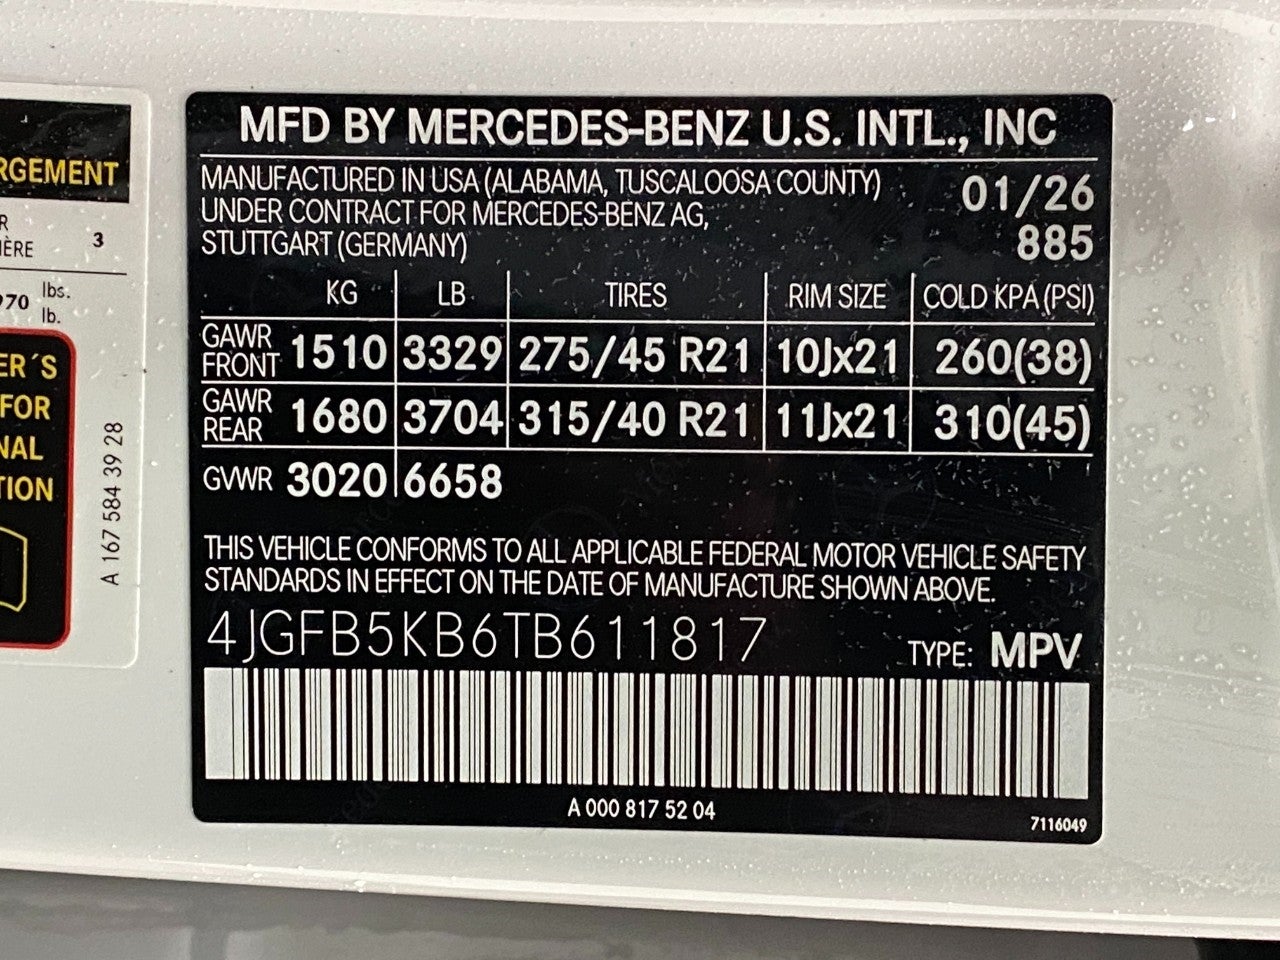 RGEMENT
R
IÈRE 3
970 lbs.
lb.
ER´S
FOR
NAL
TION
A 167 584 39 28
MFD BY MERCEDES-BENZ U.S. INTL., INC
MANUFACTURED IN USA (ALABAMA, TUSCALOOSA COUNTY) 01/26
UNDER CONTRACT FOR MERCEDES-BENZ AG,
STUTTGART (GERMANY) 885
KG LB TIRES RIM SIZE COLD KPA (PSI)
GAWR FRONT 1510 3329 275/45 R21 10Jx21 260(38)
GAWR REAR 1680 3704 315/40 R21 11Jx21 310(45)
GVWR 3020 6658
THIS VEHICLE CONFORMS TO ALL APPLICABLE FEDERAL MOTOR VEHICLE SAFETY
STANDARDS IN EFFECT ON THE DATE OF MANUFACTURE SHOWN ABOVE.
4JGFB5KB6TB611817 TYPE: MPV
A 000 817 52 04
7116049